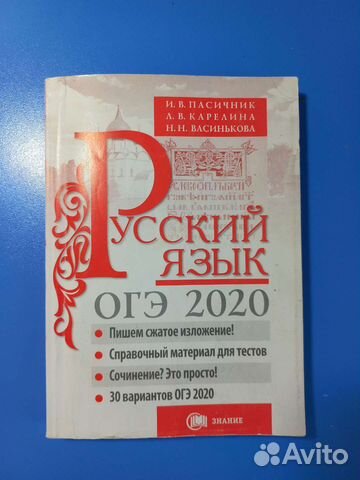 И. В. ПАСИЧНИК
Л. В. КАРЕЛИНА
Н. Н. ВАСИНЬКОВА
РУССКИЙ
ЯЗЫК
ОГЭ 2020
• Пишем сжатое изложение!
• Справочный материал для тестов
• Сочинение? Это просто!
• 30 вариантов ОГЭ 2020
ЗНАНИЕ
Avito